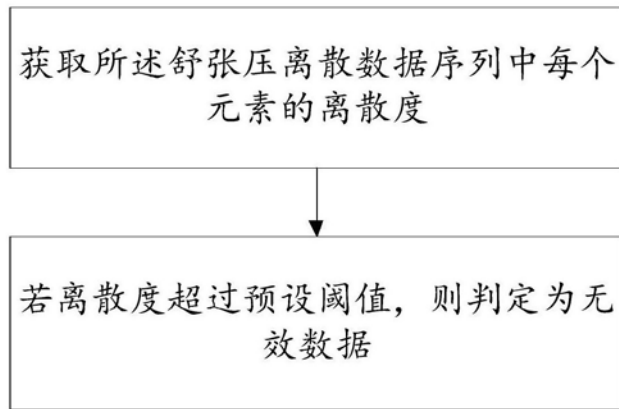 获取所述舒张压离散数据序列中每个
元素的离散度
若离散度超过预设阈值，则判定为无
效数据